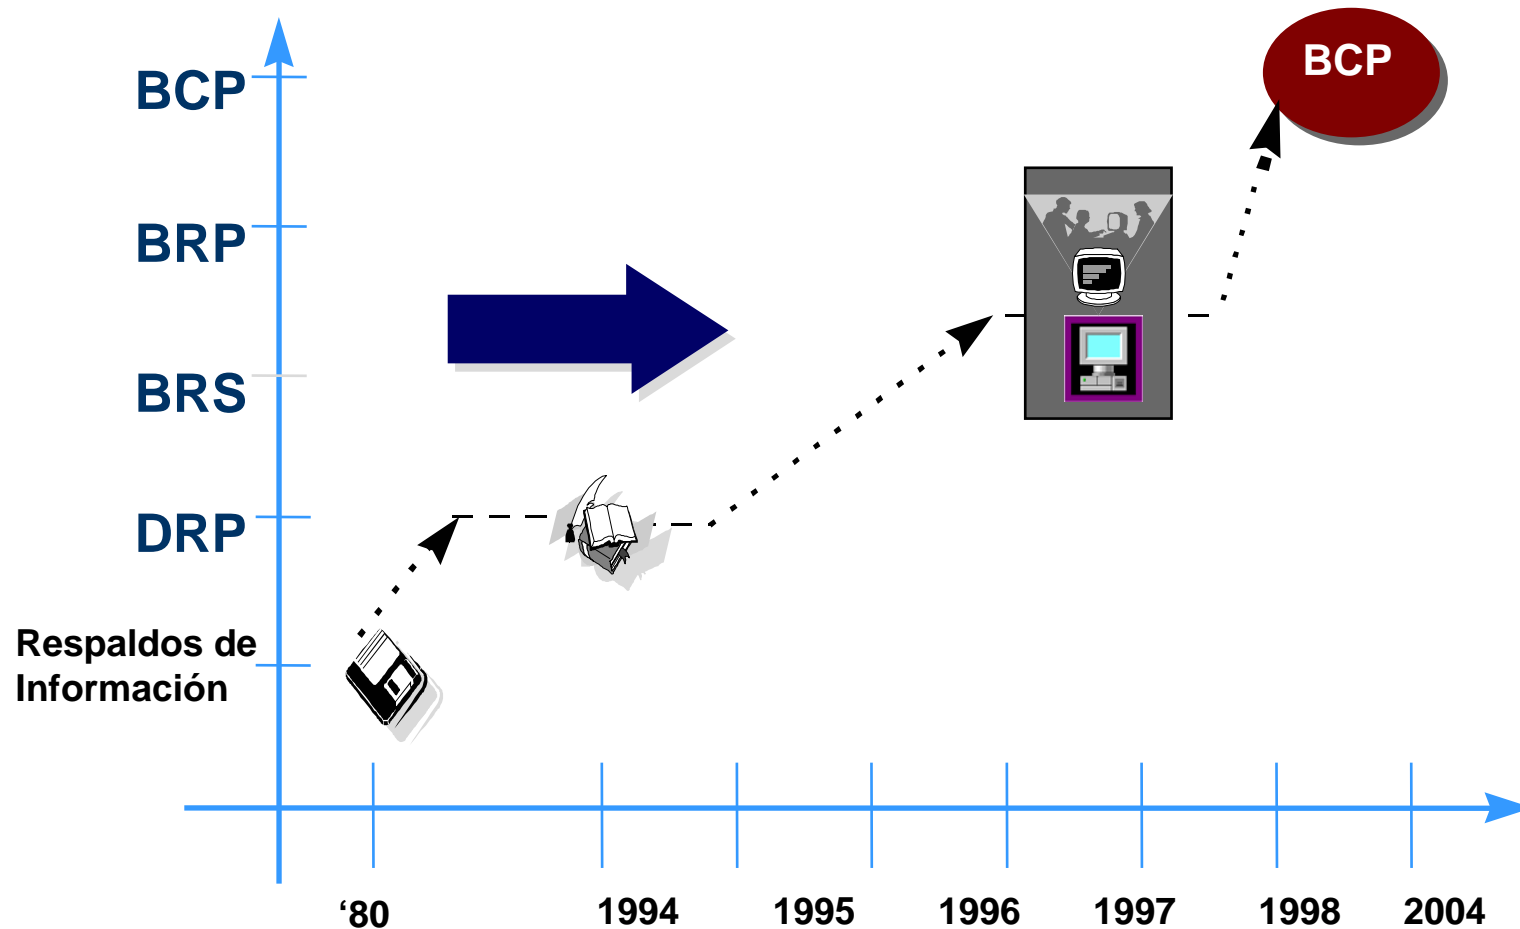 BCP
BCP
BRP
BRS
DRP
Respaldos de
Información
‘80
1994
1995
1996
1997
1998
2004